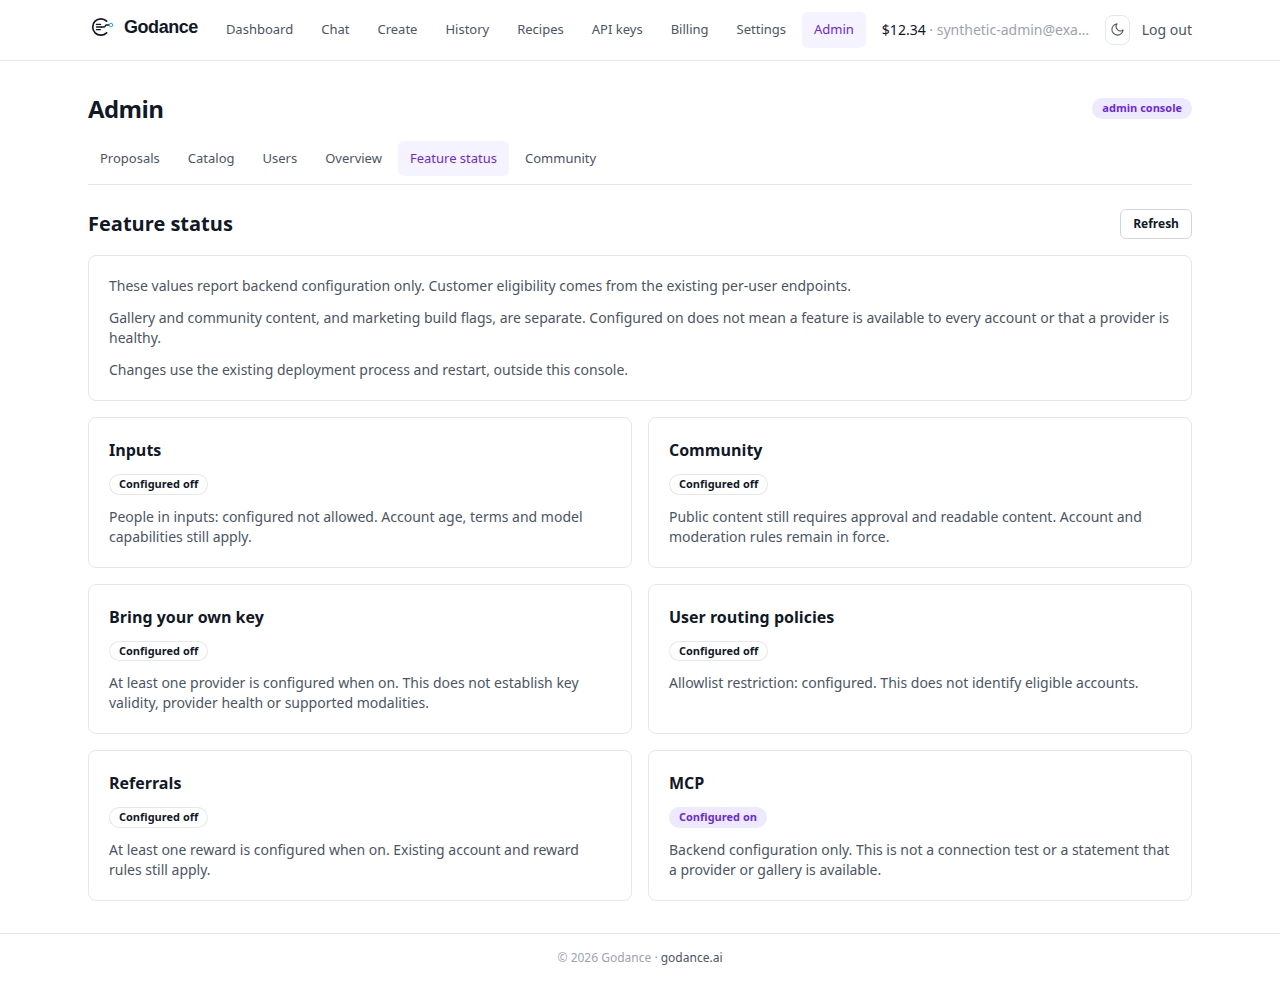 Godance
Dashboard
Chat
Create
History
Recipes
API keys
Billing
Settings
Admin
$12.34 · synthetic-admin@exa...
Log out
Admin
admin console
Proposals
Catalog
Users
Overview
Feature status
Community
Feature status
Refresh
These values report backend configuration only. Customer eligibility comes from the existing per-user endpoints.
Gallery and community content, and marketing build flags, are separate. Configured on does not mean a feature is available to every account or that a provider is
healthy.
Changes use the existing deployment process and restart, outside this console.
Inputs
Configured off
People in inputs: configured not allowed. Account age, terms and model
capabilities still apply.
Community
Configured off
Public content still requires approval and readable content. Account and
moderation rules remain in force.
Bring your own key
Configured off
At least one provider is configured when on. This does not establish key
validity, provider health or supported modalities.
User routing policies
Configured off
Allowlist restriction: configured. This does not identify eligible accounts.
Referrals
Configured off
At least one reward is configured when on. Existing account and reward
rules still apply.
MCP
Configured on
Backend configuration only. This is not a connection test or a statement that
a provider or gallery is available.
© 2026 Godance · godance.ai